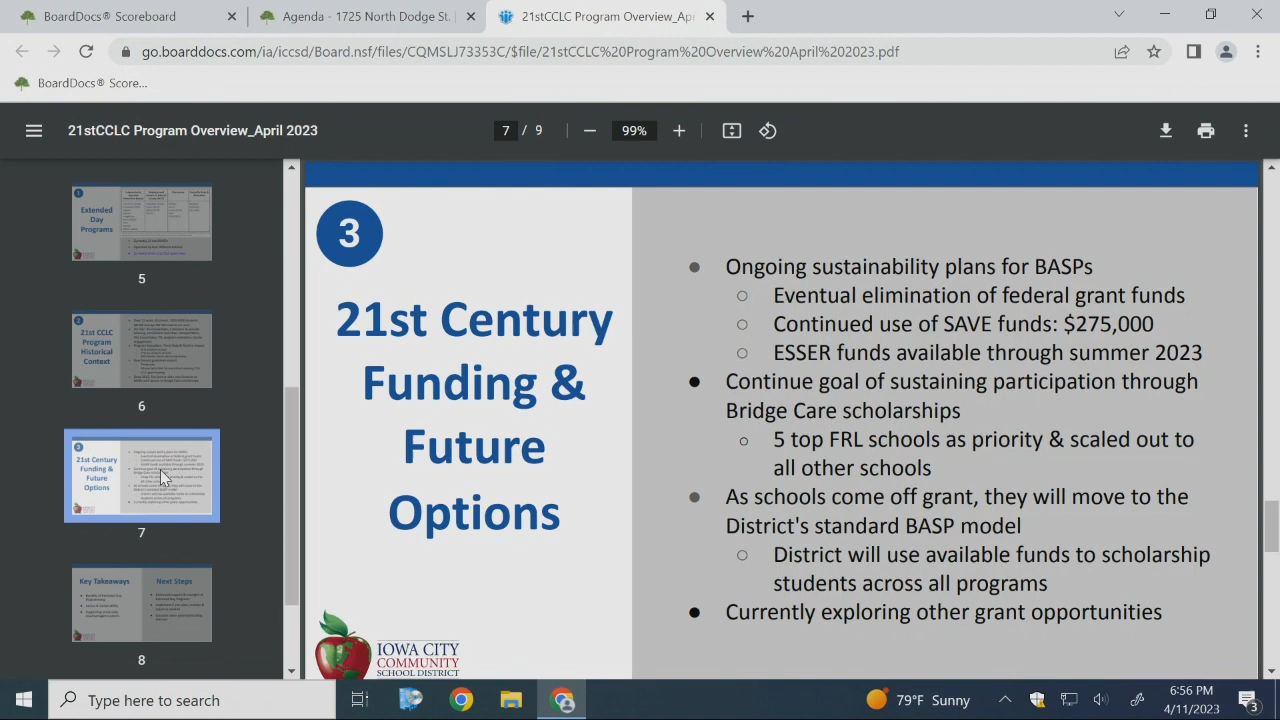 BoardDocs® Scoreboard
Agenda - 1725 North Dodge St.
21stCCLC Program Overview_Apr
go.boarddocs.com/ia/iccsd/Board.nsf/files/CQMSLJ73353C/$file/21stCCLC%20Program%20Overview%20April%202023.pdf
BoardDocs® Score...
21stCCLC Program Overview_April 2023
7 / 9
99%
1
Extended
Day
Programs
5
2
21st CCLC
Program
Historical
Context
6
3
21st Century
Funding &
Future
Options
7
Key Takeaways
Next Steps
8
3
21st Century
Funding &
Future
Options
IOWA CITY
COMMUNITY
SCHOOL DISTRICT
● Ongoing sustainability plans for BASPs
○ Eventual elimination of federal grant funds
○ Continued use of SAVE funds: $275,000
○ ESSER funds available through summer 2023
● Continue goal of sustaining participation through
Bridge Care scholarships
○ 5 top FRL schools as priority & scaled out to
all other schools
● As schools come off grant, they will move to the
District's standard BASP model
○ District will use available funds to scholarship
students across all programs
● Currently exploring other grant opportunities
Type here to search
79°F Sunny
6:56 PM
4/11/2023
3